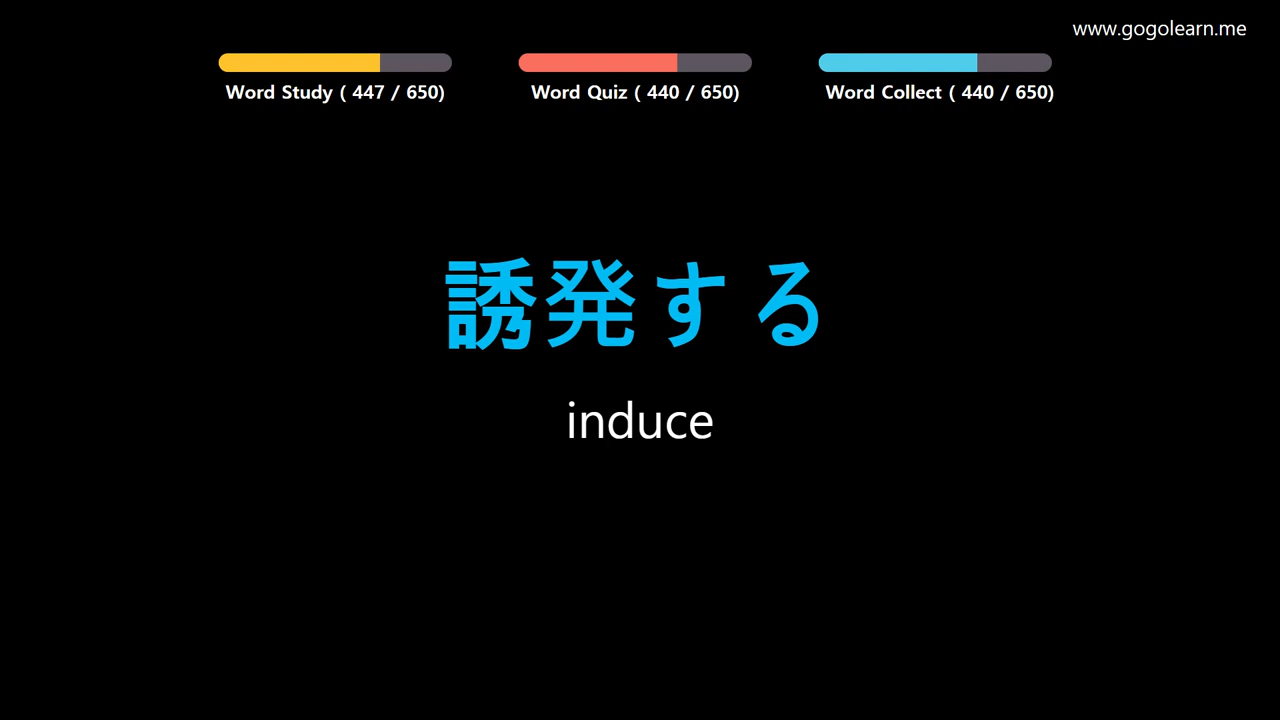 www.gogolearn.me
Word Study ( 447 / 650)
Word Quiz ( 440 / 650)
Word Collect ( 440 / 650)
誘発する
induce